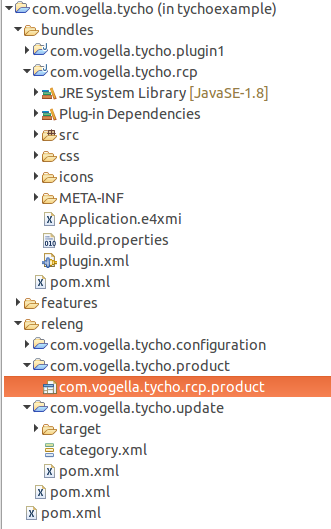 com.vogella.tycho (in tychoexample)
bundles
com.vogella.tycho.plugin1
com.vogella.tycho.rcp
JRE System Library [JavaSE-1.8]
Plug-in Dependencies
src
css
icons
META-INF
Application.e4xmi
build.properties
plugin.xml
pom.xml
features
releng
com.vogella.tycho.configuration
com.vogella.tycho.product
com.vogella.tycho.rcp.product
com.vogella.tycho.update
target
category.xml
pom.xml
pom.xml
pom.xml